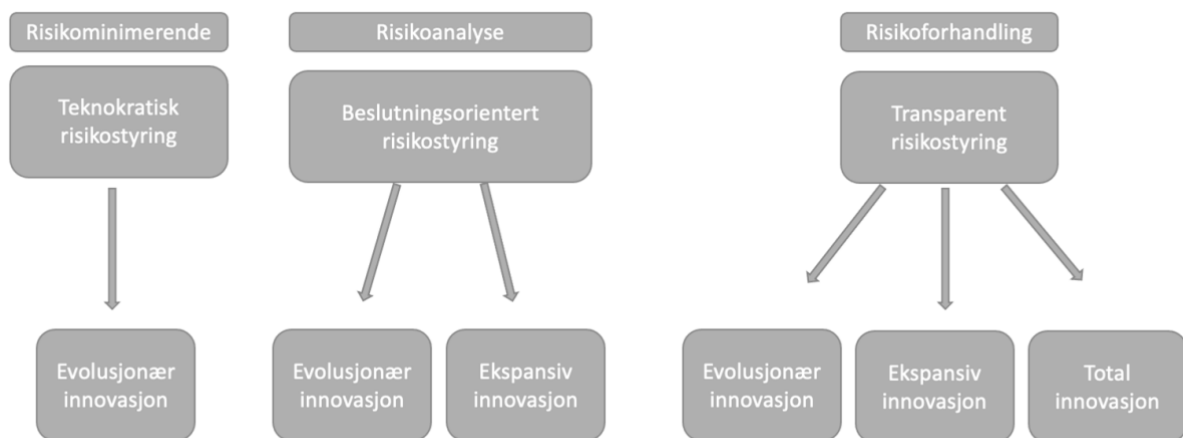 Risikominimerende
Risikoanalyse
Risikoforhandling
Teknokratisk
risikostyring
Beslutningsorientert
risikostyring
Transparent
risikostyring
Evolusjonær
innovasjon
Evolusjonær
innovasjon
Ekspansiv
innovasjon
Evolusjonær
innovasjon
Ekspansiv
innovasjon
Total
innovasjon